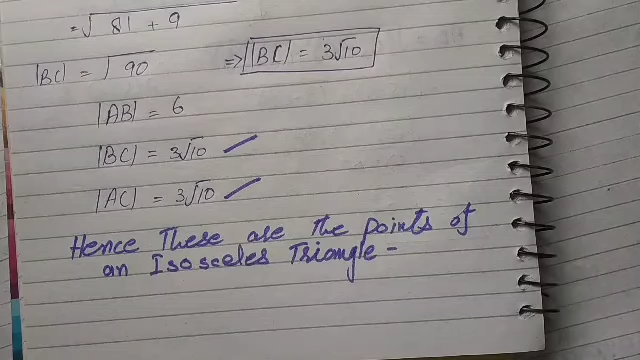 = √81 + 9
|BC| = √90 ⇒ |BC| = 3√10
|AB| = 6
|BC| = 3√10
|AC| = 3√10
Hence These are the points of
an Isosceles Triangle -